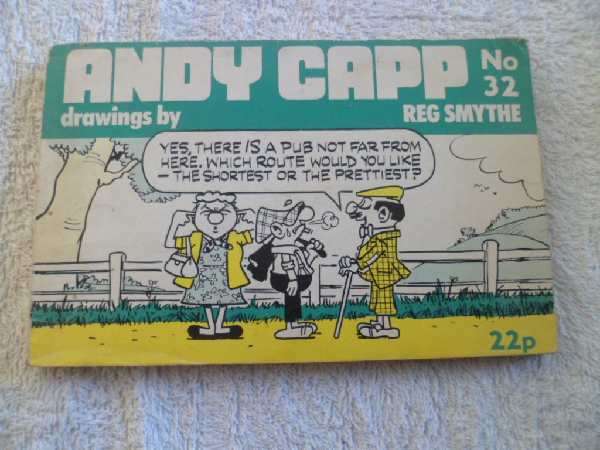 ANDY CAPP No
32
drawings by REG SMYTHE
YES, THERE IS A PUB NOT FAR FROM
HERE. WHICH ROUTE WOULD YOU LIKE
— THE SHORTEST OR THE PRETTIEST?
22p